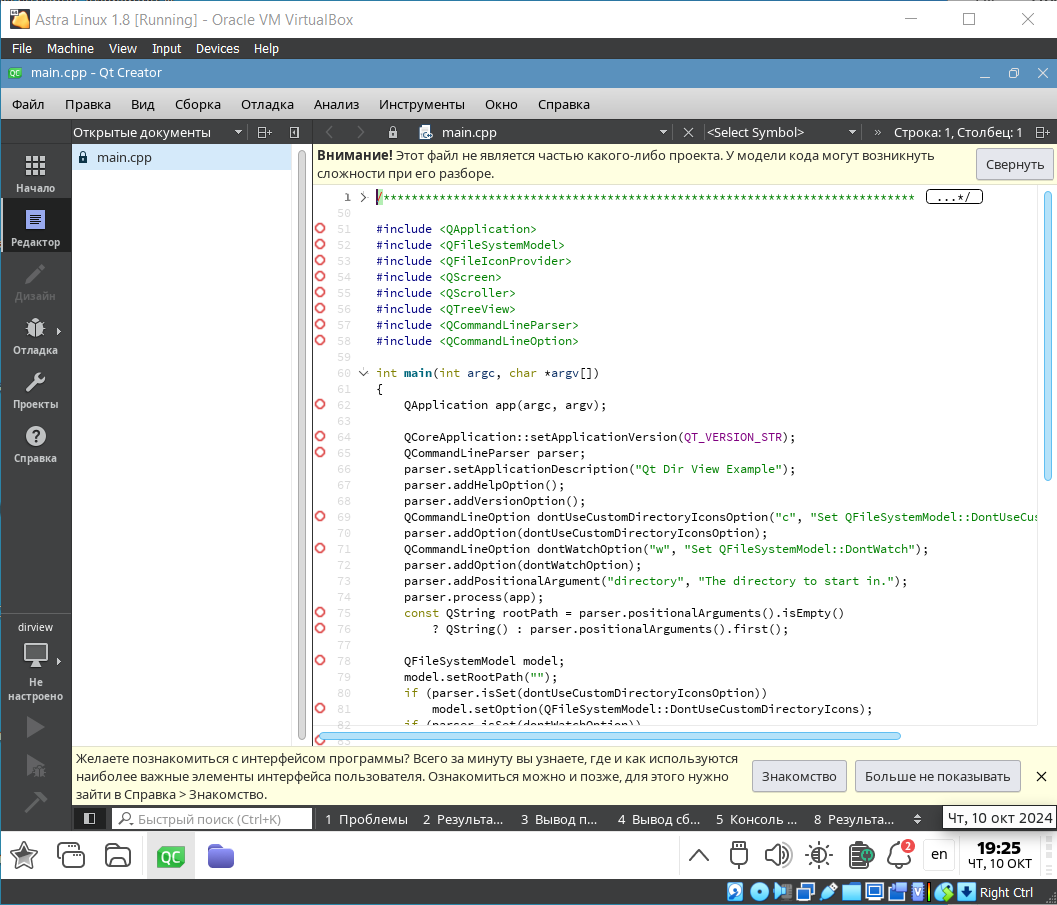 Astra Linux 1.8 [Running] - Oracle VM VirtualBox
File Machine View Input Devices Help
main.cpp - Qt Creator
Файл Правка Вид Сборка Отладка Анализ Инструменты Окно Справка
Открытые документы
main.cpp
<Select Symbol>
» Строка: 1, Столбец: 1
main.cpp
Внимание! Этот файл не является частью какого-либо проекта. У модели кода могут возникнуть
сложности при его разборе.
Свернуть
Начало
Редактор
Дизайн
Отладка
Проекты
Справка
dirview
Не
настроено
1 /**************************************************************************** ...*/
50
51 #include <QApplication>
52 #include <QFileSystemModel>
53 #include <QFileIconProvider>
54 #include <QScreen>
55 #include <QScroller>
56 #include <QTreeView>
57 #include <QCommandLineParser>
58 #include <QCommandLineOption>
59
60 int main(int argc, char *argv[])
61 {
62 QApplication app(argc, argv);
63
64 QCoreApplication::setApplicationVersion(QT_VERSION_STR);
65 QCommandLineParser parser;
66 parser.setApplicationDescription("Qt Dir View Example");
67 parser.addHelpOption();
68 parser.addVersionOption();
69 QCommandLineOption dontUseCustomDirectoryIconsOption("c", "Set QFileSystemModel::DontUseCus
70 parser.addOption(dontUseCustomDirectoryIconsOption);
71 QCommandLineOption dontWatchOption("w", "Set QFileSystemModel::DontWatch");
72 parser.addOption(dontWatchOption);
73 parser.addPositionalArgument("directory", "The directory to start in.");
74 parser.process(app);
75 const QString rootPath = parser.positionalArguments().isEmpty()
76 ? QString() : parser.positionalArguments().first();
77
78 QFileSystemModel model;
79 model.setRootPath("");
80 if (parser.isSet(dontUseCustomDirectoryIconsOption))
81 model.setOption(QFileSystemModel::DontUseCustomDirectoryIcons);
82 if (parser.isSet(dontWatchOption))
83
Желаете познакомиться с интерфейсом программы? Всего за минуту вы узнаете, где и как используются
наиболее важные элементы интерфейса пользователя. Ознакомиться можно и позже, для этого нужно
зайти в Справка > Знакомство.
Знакомство
Больше не показывать
Быстрый поиск (Ctrl+K)
1 Проблемы 2 Результа... 3 Вывод п... 4 Вывод сб... 5 Консоль ... 8 Результа...
Чт, 10 окт 2024
QC
2
en
19:25
ЧТ, 10 ОКТ
Right Ctrl